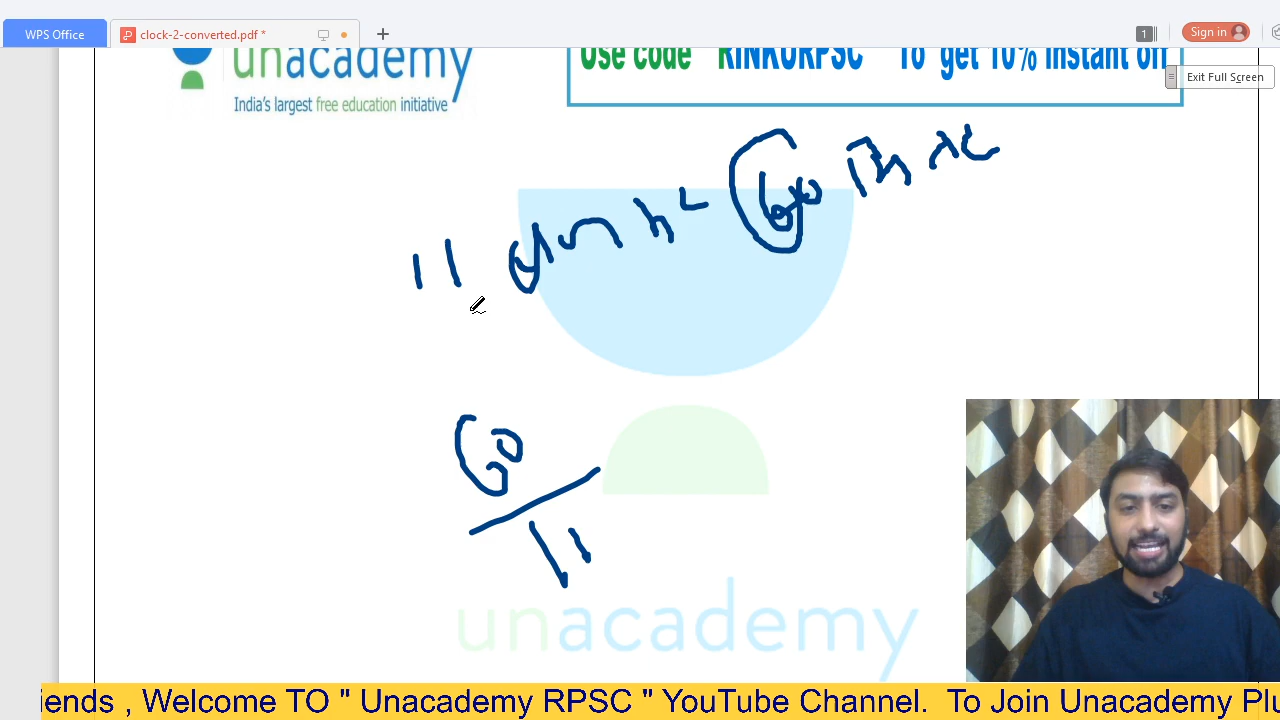 WPS Office
clock-2-converted.pdf *
1
Sign in
unacademy
India's largest free education initiative
Use code RINKURPSC To get 10% instant off
Exit Full Screen
11
60
60
11
unacademy
iends , Welcome TO " Unacademy RPSC " YouTube Channel. To Join Unacademy Plu